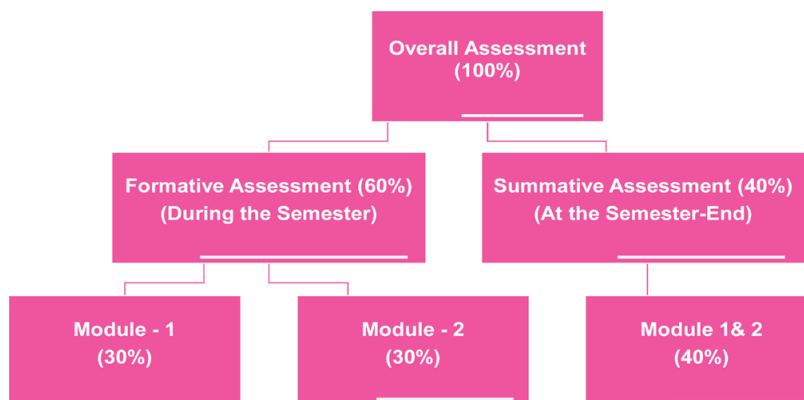 Overall Assessment
(100%)
Formative Assessment (60%)
(During the Semester)
Summative Assessment (40%)
(At the Semester-End)
Module - 1
(30%)
Module - 2
(30%)
Module 1& 2
(40%)